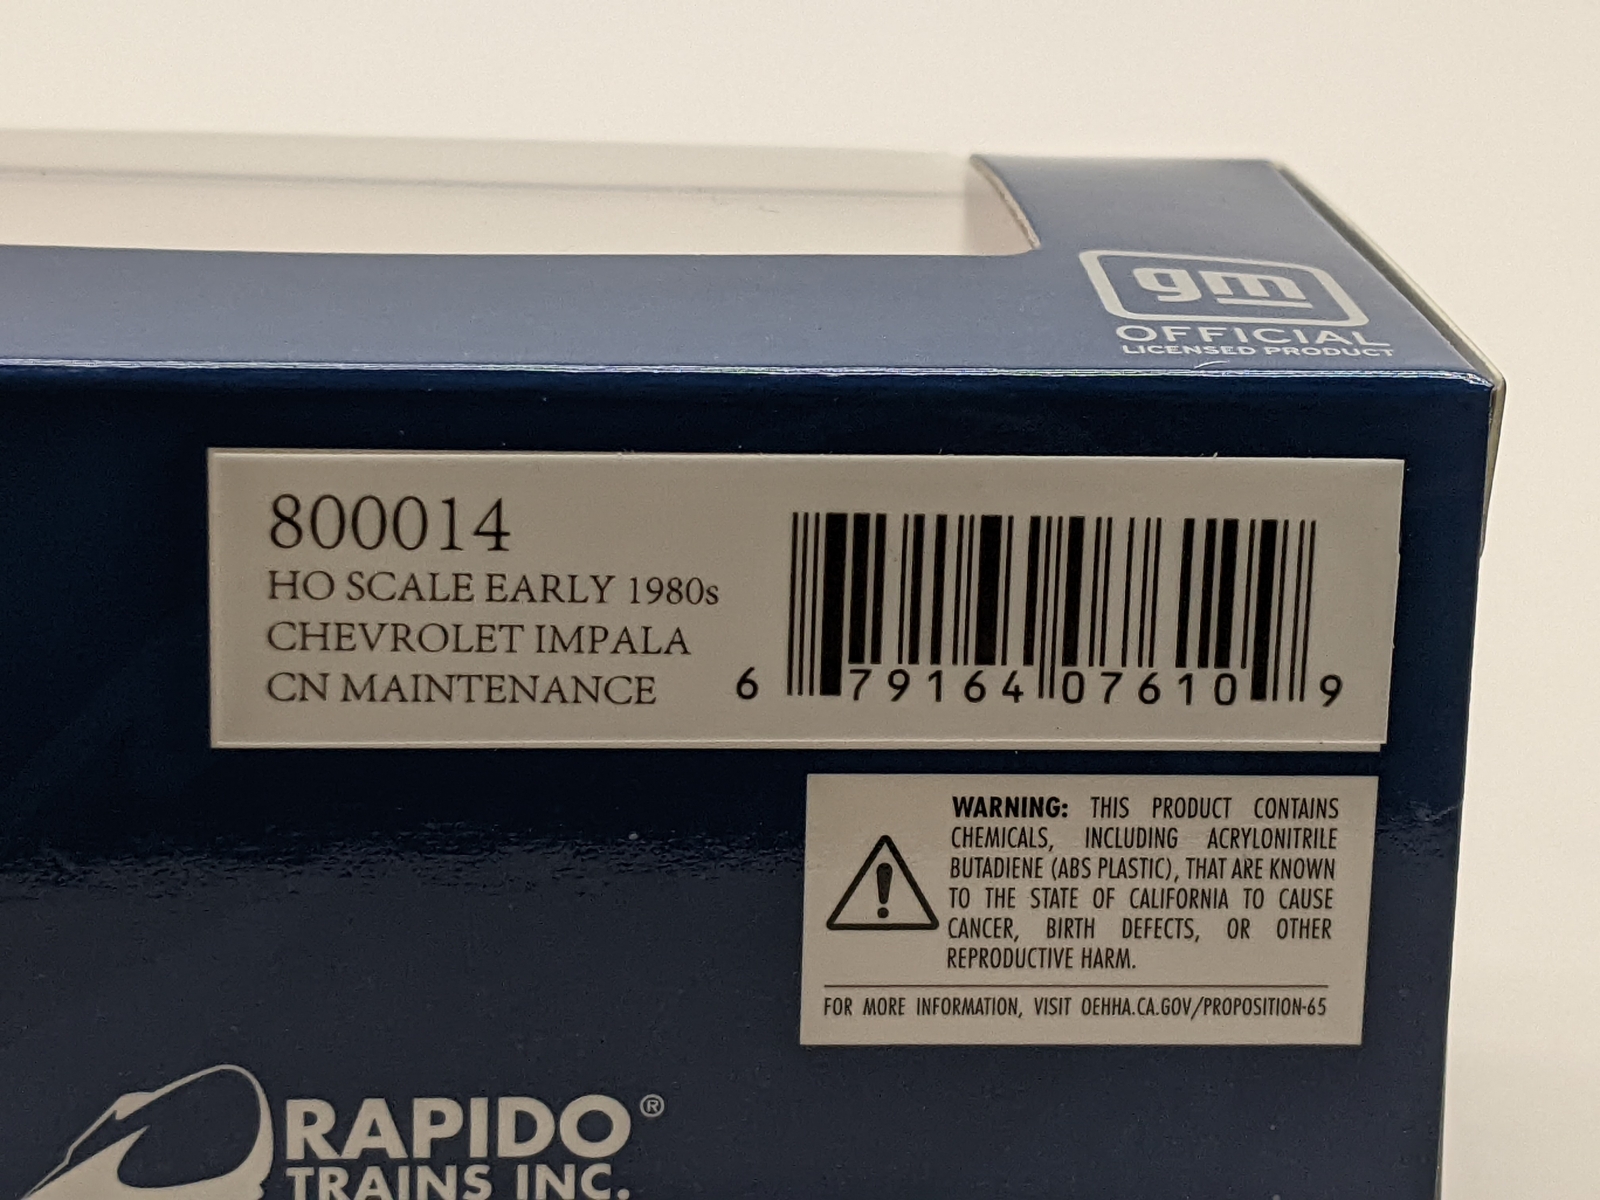 gm
OFFICIAL
LICENSED PRODUCT
800014
HO SCALE EARLY 1980s
CHEVROLET IMPALA
CN MAINTENANCE
6 79164 07610 9
WARNING: THIS PRODUCT CONTAINS
CHEMICALS, INCLUDING ACRYLONITRILE
BUTADIENE (ABS PLASTIC), THAT ARE KNOWN
TO THE STATE OF CALIFORNIA TO CAUSE
CANCER, BIRTH DEFECTS, OR OTHER
REPRODUCTIVE HARM.
FOR MORE INFORMATION, VISIT OEHHA.CA.GOV/PROPOSITION-65
RAPIDO®
TRAINS INC.